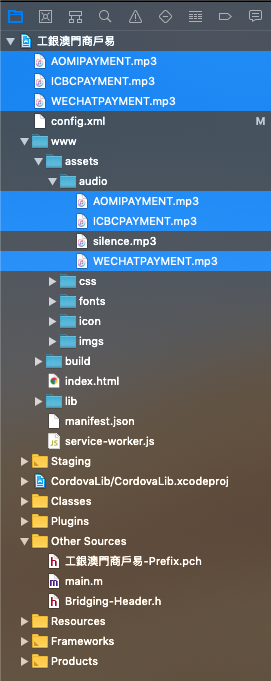 工銀澳門商戶易
AOMIPAYMENT.mp3
ICBCPAYMENT.mp3
WECHATPAYMENT.mp3
config.xml M
www
assets
audio
AOMIPAYMENT.mp3
ICBCPAYMENT.mp3
silence.mp3
WECHATPAYMENT.mp3
css
fonts
icon
imgs
build
index.html
lib
manifest.json
service-worker.js
Staging
CordovaLib/CordovaLib.xcodeproj
Classes
Plugins
Other Sources
工銀澳門商戶易-Prefix.pch
main.m
Bridging-Header.h
Resources
Frameworks
Products